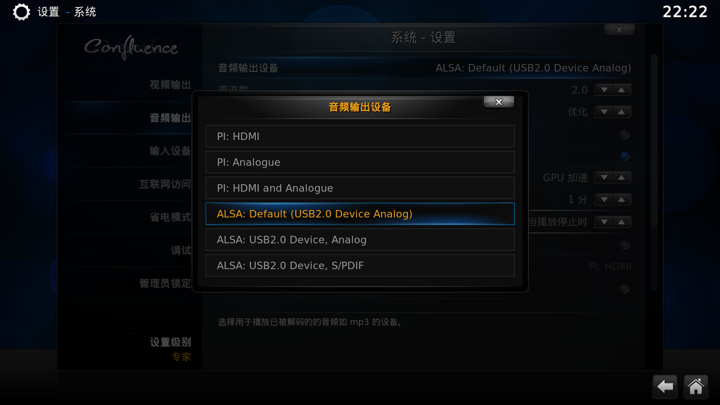 设置 - 系统
22:22
Confluence
系统 - 设置
视频输出
音频输出
输入设备
互联网访问
省电模式
调试
管理员锁定
设置级别
专家
音频输出设备
ALSA: Default (USB2.0 Device Analog)
声道数
2.0
优化
GPU 加速
1 分
当播放停止时
PI: HDMI
音频输出设备
PI: HDMI
PI: Analogue
PI: HDMI and Analogue
ALSA: Default (USB2.0 Device Analog)
ALSA: USB2.0 Device, Analog
ALSA: USB2.0 Device, S/PDIF
选择用于播放已被解码的的音频如 mp3 的设备。